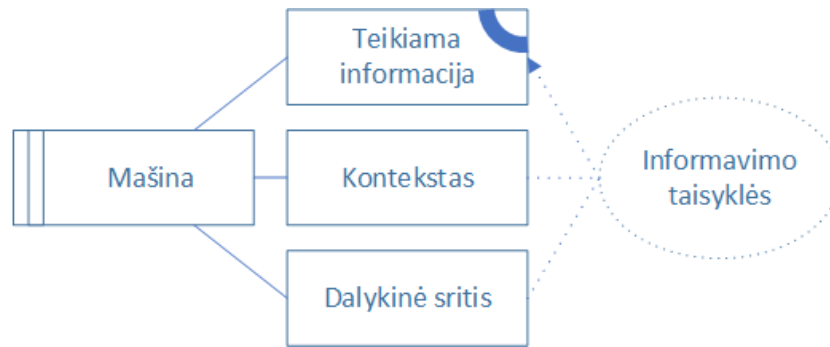 Teikiama
informacija
Mašina
Kontekstas
Informavimo
taisyklės
Dalykinė sritis